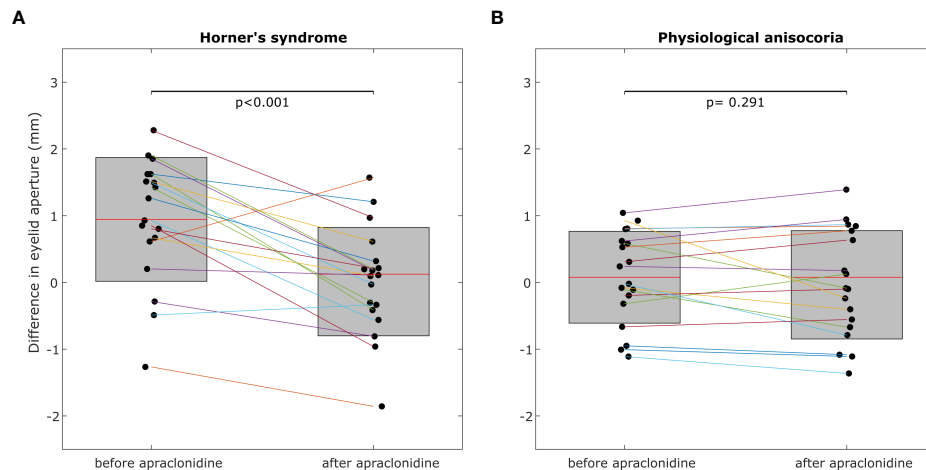 A
Horner's syndrome
3
2
1
0
-1
-2
Difference in eyelid aperture (mm)
p<0.001
before apraclonidine
after apraclonidine
B
Physiological anisocoria
3
2
1
0
-1
-2
p= 0.291
before apraclonidine
after apraclonidine